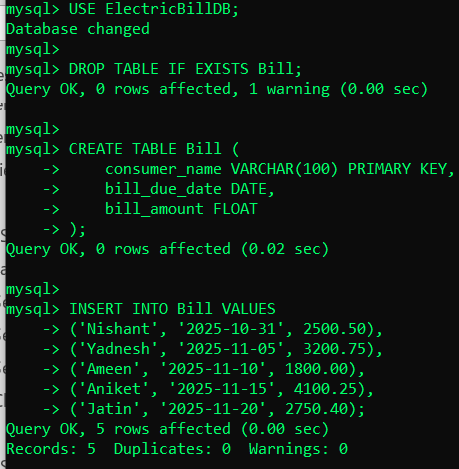 mysql> USE ElectricBillDB;
Database changed
mysql>
mysql> DROP TABLE IF EXISTS Bill;
Query OK, 0 rows affected, 1 warning (0.00 sec)

mysql>
mysql> CREATE TABLE Bill (
    ->     consumer_name VARCHAR(100) PRIMARY KEY,
    ->     bill_due_date DATE,
    ->     bill_amount FLOAT
    -> );
Query OK, 0 rows affected (0.02 sec)

mysql>
mysql> INSERT INTO Bill VALUES
    -> ('Nishant', '2025-10-31', 2500.50),
    -> ('Yadnesh', '2025-11-05', 3200.75),
    -> ('Ameen', '2025-11-10', 1800.00),
    -> ('Aniket', '2025-11-15', 4100.25),
    -> ('Jatin', '2025-11-20', 2750.40);
Query OK, 5 rows affected (0.00 sec)
Records: 5  Duplicates: 0  Warnings: 0